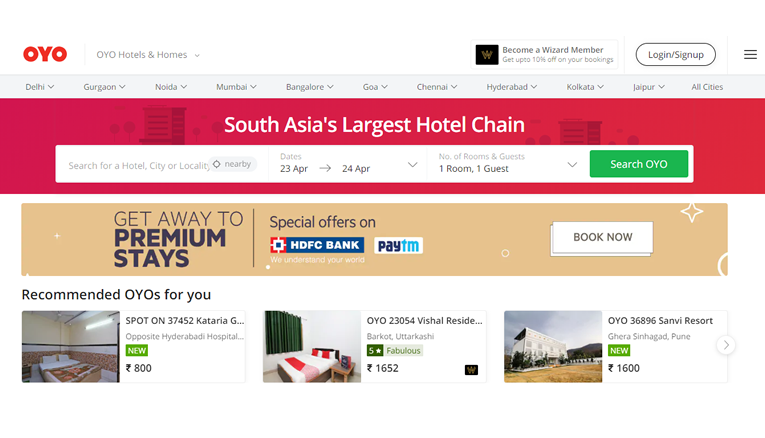 OYO
OYO Hotels & Homes
Become a Wizard Member
Get upto 10% off on your bookings
Login/Signup
Delhi Gurgaon Noida Mumbai Bangalore Goa Chennai Hyderabad Kolkata Jaipur All Cities
South Asia's Largest Hotel Chain
Search for a Hotel, City or Locality
nearby
Dates
23 Apr → 24 Apr
No. of Rooms & Guests
1 Room, 1 Guest
Search OYO
GET AWAY TO
PREMIUM
STAYS
Special offers on
HDFC BANK
We understand your world
paytm
BOOK NOW
Recommended OYOs for you
SPOT ON 37452 Kataria G...
Opposite Hyderabadi Hospital...
NEW
₹ 800
OYO 23054 Vishal Reside...
Barkot, Uttarkashi
5 ★ Fabulous
₹ 1652
W
OYO 36896 Sanvi Resort
Ghera Sinhagad, Pune
NEW
₹ 1600